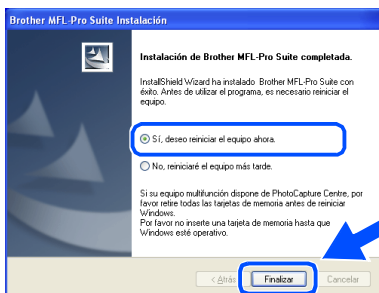 Brother MFL-Pro Suite Instalación
Instalación de Brother MFL-Pro Suite completada.
InstallShield Wizard ha instalado Brother MFL-Pro Suite con
éxito. Antes de utilizar el programa, es necesario reiniciar el
equipo.
Sí, deseo reiniciar el equipo ahora.
No, reiniciaré el equipo más tarde.
Si su equipo multifunción dispone de PhotoCapture Centre, por
favor retire todas las tarjetas de memoria antes de reiniciar
Windows.
Por favor no inserte una tarjeta de memoria hasta que
Windows esté operativo.
< Atrás Finalizar Cancelar